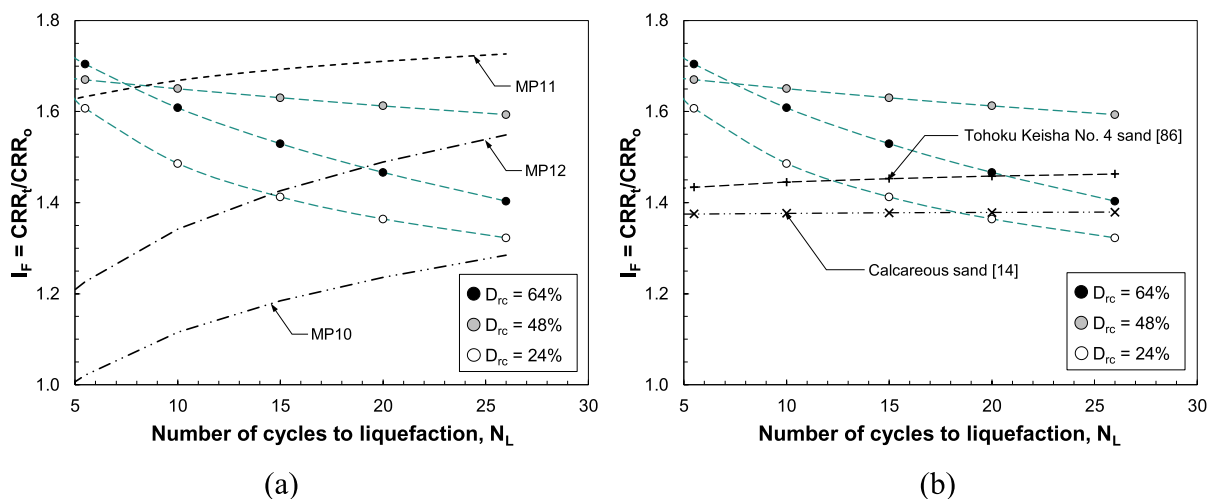 1.8
1.6
1.4
1.2
1.0
I_F = CRR_t/CRR_o
MP11
MP12
MP10
D_rc = 64%
D_rc = 48%
D_rc = 24%
5 10 15 20 25 30
Number of cycles to liquefaction, N_L
(a)
1.8
1.6
1.4
1.2
1.0
I_F = CRR_t/CRR_o
Tohoku Keisha No. 4 sand [86]
Calcareous sand [14]
D_rc = 64%
D_rc = 48%
D_rc = 24%
5 10 15 20 25 30
Number of cycles to liquefaction, N_L
(b)